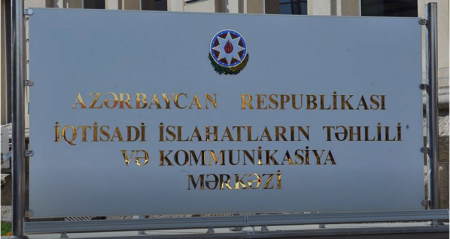 AZƏRBAYCAN RESPUBLİKASI
İQTİSADİ İSLAHATLARIN TƏHLİLİ
VƏ KOMMUNİKASİYA
MƏRKƏZİ